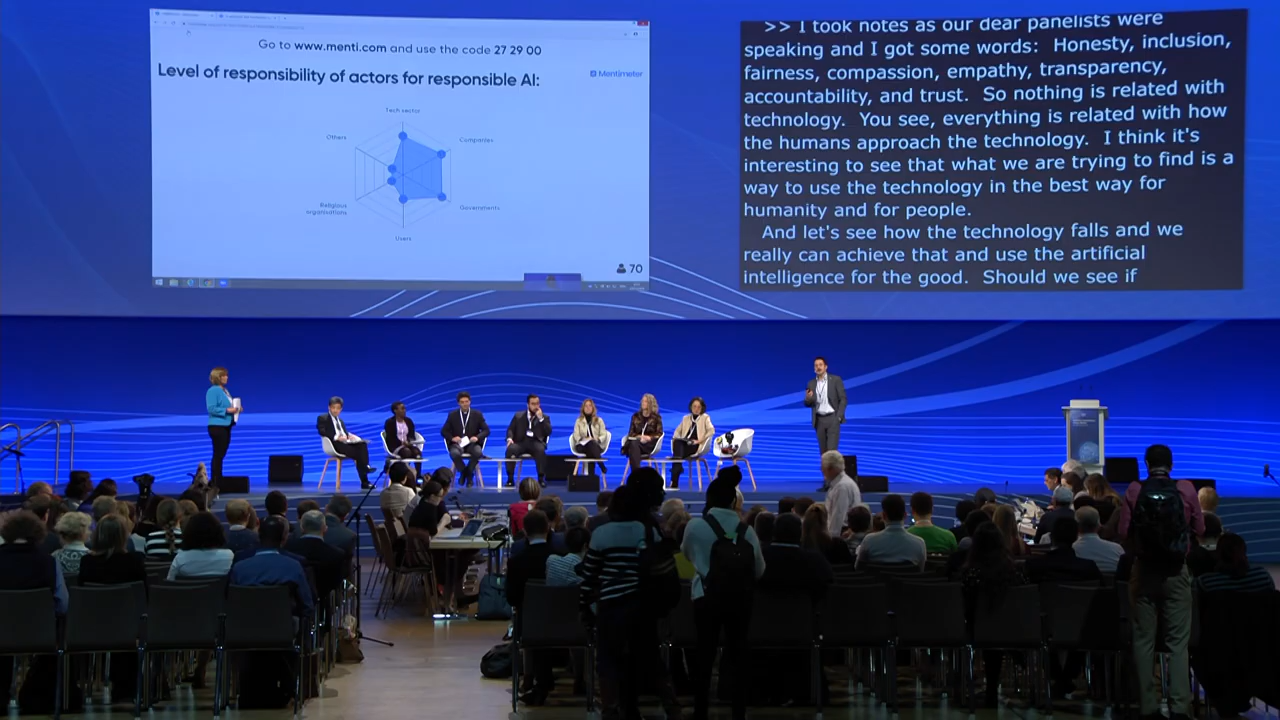 Go to www.menti.com and use the code 27 29 00
Level of responsibility of actors for responsible AI:
Mentimeter
Tech sector
Others
Companies
Religious
organisations
Governments
Users
70
>> I took notes as our dear panelists were
speaking and I got some words: Honesty, inclusion,
fairness, compassion, empathy, transparency,
accountability, and trust. So nothing is related with
technology. You see, everything is related with how
the humans approach the technology. I think it's
interesting to see that what we are trying to find is a
way to use the technology in the best way for
humanity and for people.
And let's see how the technology falls and we
really can achieve that and use the artificial
intelligence for the good. Should we see if